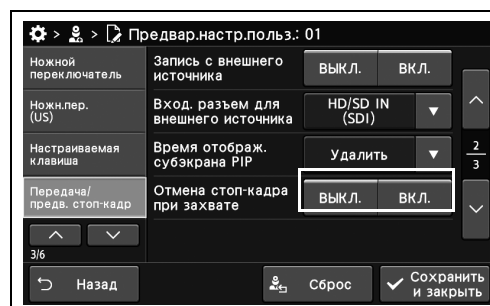 > > Предвар.настр.польз.: 01
Ножной
переключатель
Ножн.пер.
(US)
Настраиваемая
клавиша
Передача/
предв. стоп-кадр
3/6
Запись с внешнего
источника
ВЫКЛ. ВКЛ.
Вход. разъем для
внешнего источника
HD/SD IN
(SDI)
Время отображ.
субэкрана PIP
Удалить
Отмена стоп-кадра
при захвате
ВЫКЛ. ВКЛ.
2
3
Назад
Сброс
Сохранить
и закрыть